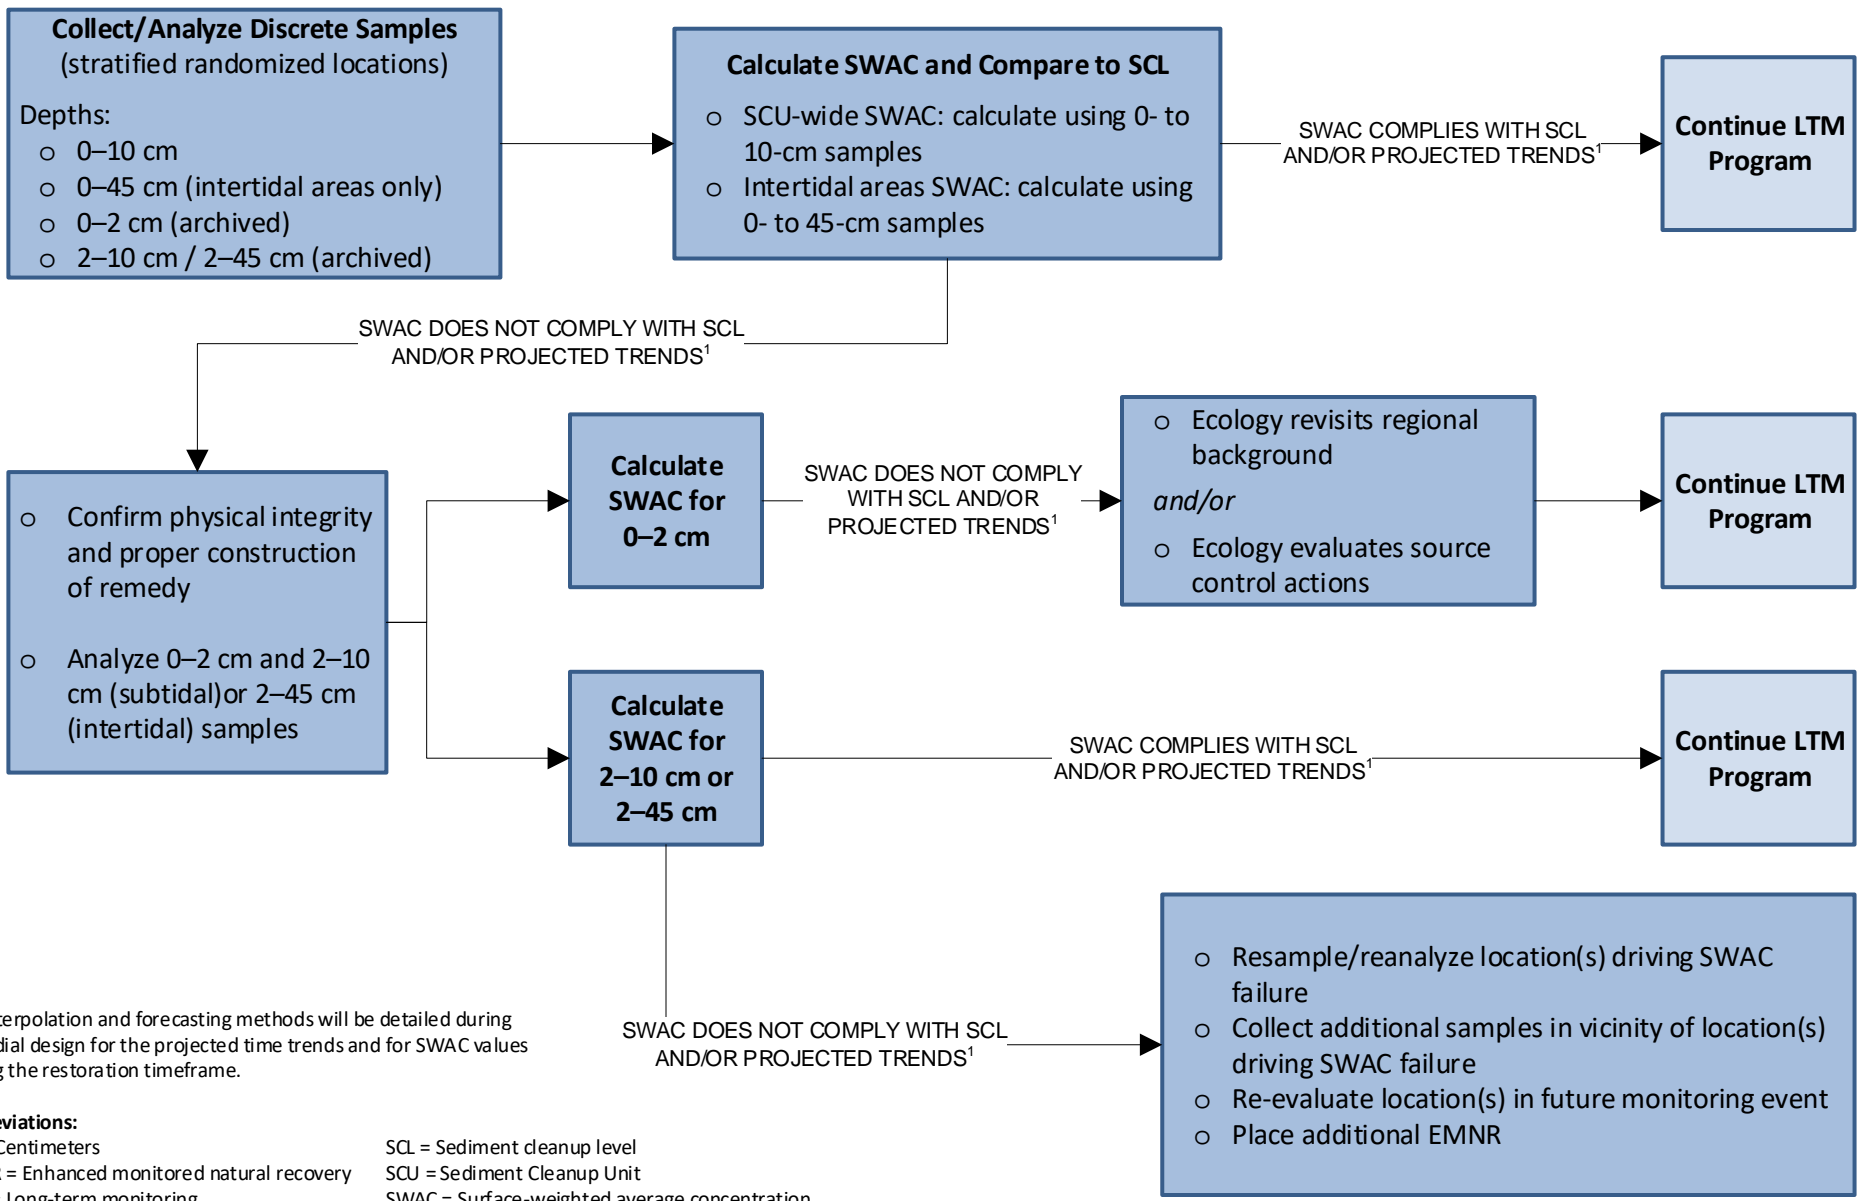 Collect/Analyze Discrete Samples
(stratified randomized locations)
Depths:
o 0–10 cm
o 0–45 cm (intertidal areas only)
o 0–2 cm (archived)
o 2–10 cm / 2–45 cm (archived)
Calculate SWAC and Compare to SCL
o SCU-wide SWAC: calculate using 0- to
10-cm samples
o Intertidal areas SWAC: calculate using
0- to 45-cm samples
SWAC COMPLIES WITH SCL
AND/OR PROJECTED TRENDS¹
Continue LTM
Program
SWAC DOES NOT COMPLY WITH SCL
AND/OR PROJECTED TRENDS¹
o Confirm physical integrity
and proper construction
of remedy
o Analyze 0–2 cm and 2–10
cm (subtidal)or 2–45 cm
(intertidal) samples
Calculate
SWAC for
0–2 cm
SWAC DOES NOT COMPLY
WITH SCL AND/OR
PROJECTED TRENDS¹
o Ecology revisits regional
background
and/or
o Ecology evaluates source
control actions
Continue LTM
Program
Calculate
SWAC for
2–10 cm or
2–45 cm
SWAC COMPLIES WITH SCL
AND/OR PROJECTED TRENDS¹
Continue LTM
Program
SWAC DOES NOT COMPLY WITH SCL
AND/OR PROJECTED TRENDS¹
o Resample/reanalyze location(s) driving SWAC
failure
o Collect additional samples in vicinity of location(s)
driving SWAC failure
o Re-evaluate location(s) in future monitoring event
o Place additional EMNR
terpolation and forecasting methods will be detailed during
dial design for the projected time trends and for SWAC values
g the restoration timeframe.
eviations:
Centimeters
R = Enhanced monitored natural recovery
Long-term monitoring
SCL = Sediment cleanup level
SCU = Sediment Cleanup Unit
SWAC = Surface-weighted average concentration